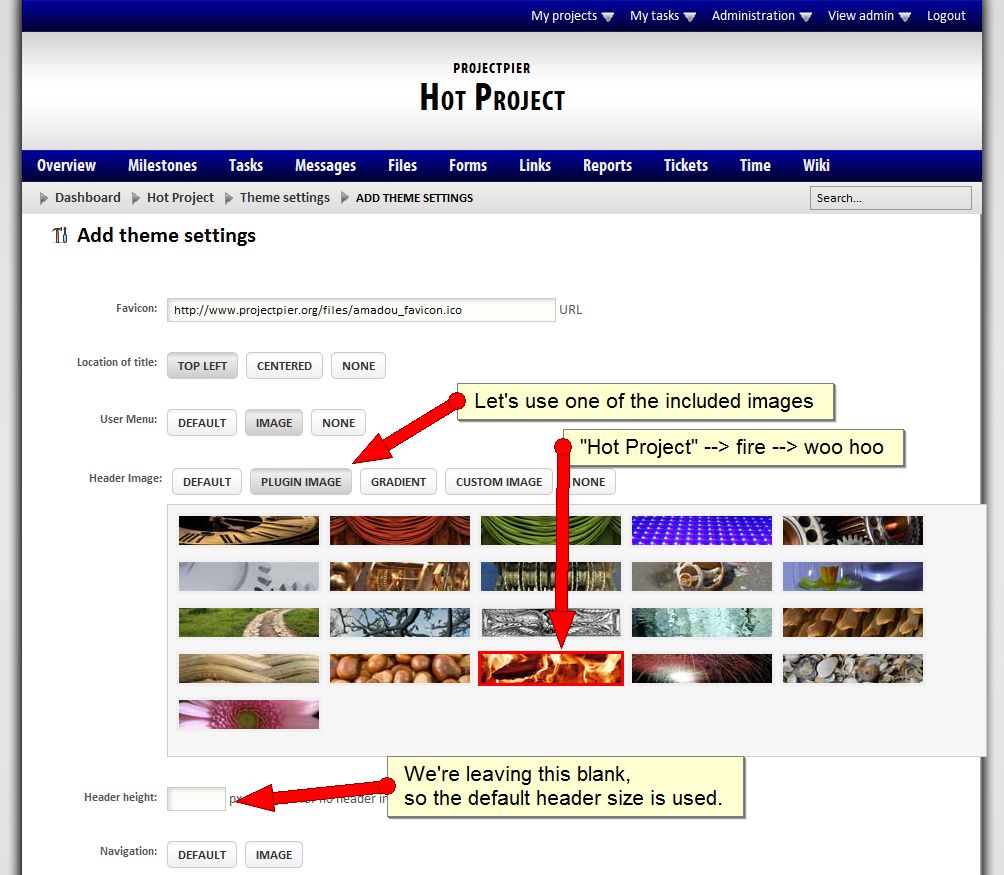 My projects My tasks Administration View admin Logout
PROJECTPIER
HOT PROJECT
Overview Milestones Tasks Messages Files Forms Links Reports Tickets Time Wiki
Dashboard Hot Project Theme settings ADD THEME SETTINGS Search...
Add theme settings
Favicon: http://www.projectpier.org/files/amadou_favicon.ico URL
Location of title: TOP LEFT CENTERED NONE
Let's use one of the included images
User Menu: DEFAULT IMAGE NONE
"Hot Project" --> fire --> woo hoo
Header Image: DEFAULT PLUGIN IMAGE GRADIENT CUSTOM IMAGE NONE
We're leaving this blank,
so the default header size is used.
Header height:
Navigation: DEFAULT IMAGE